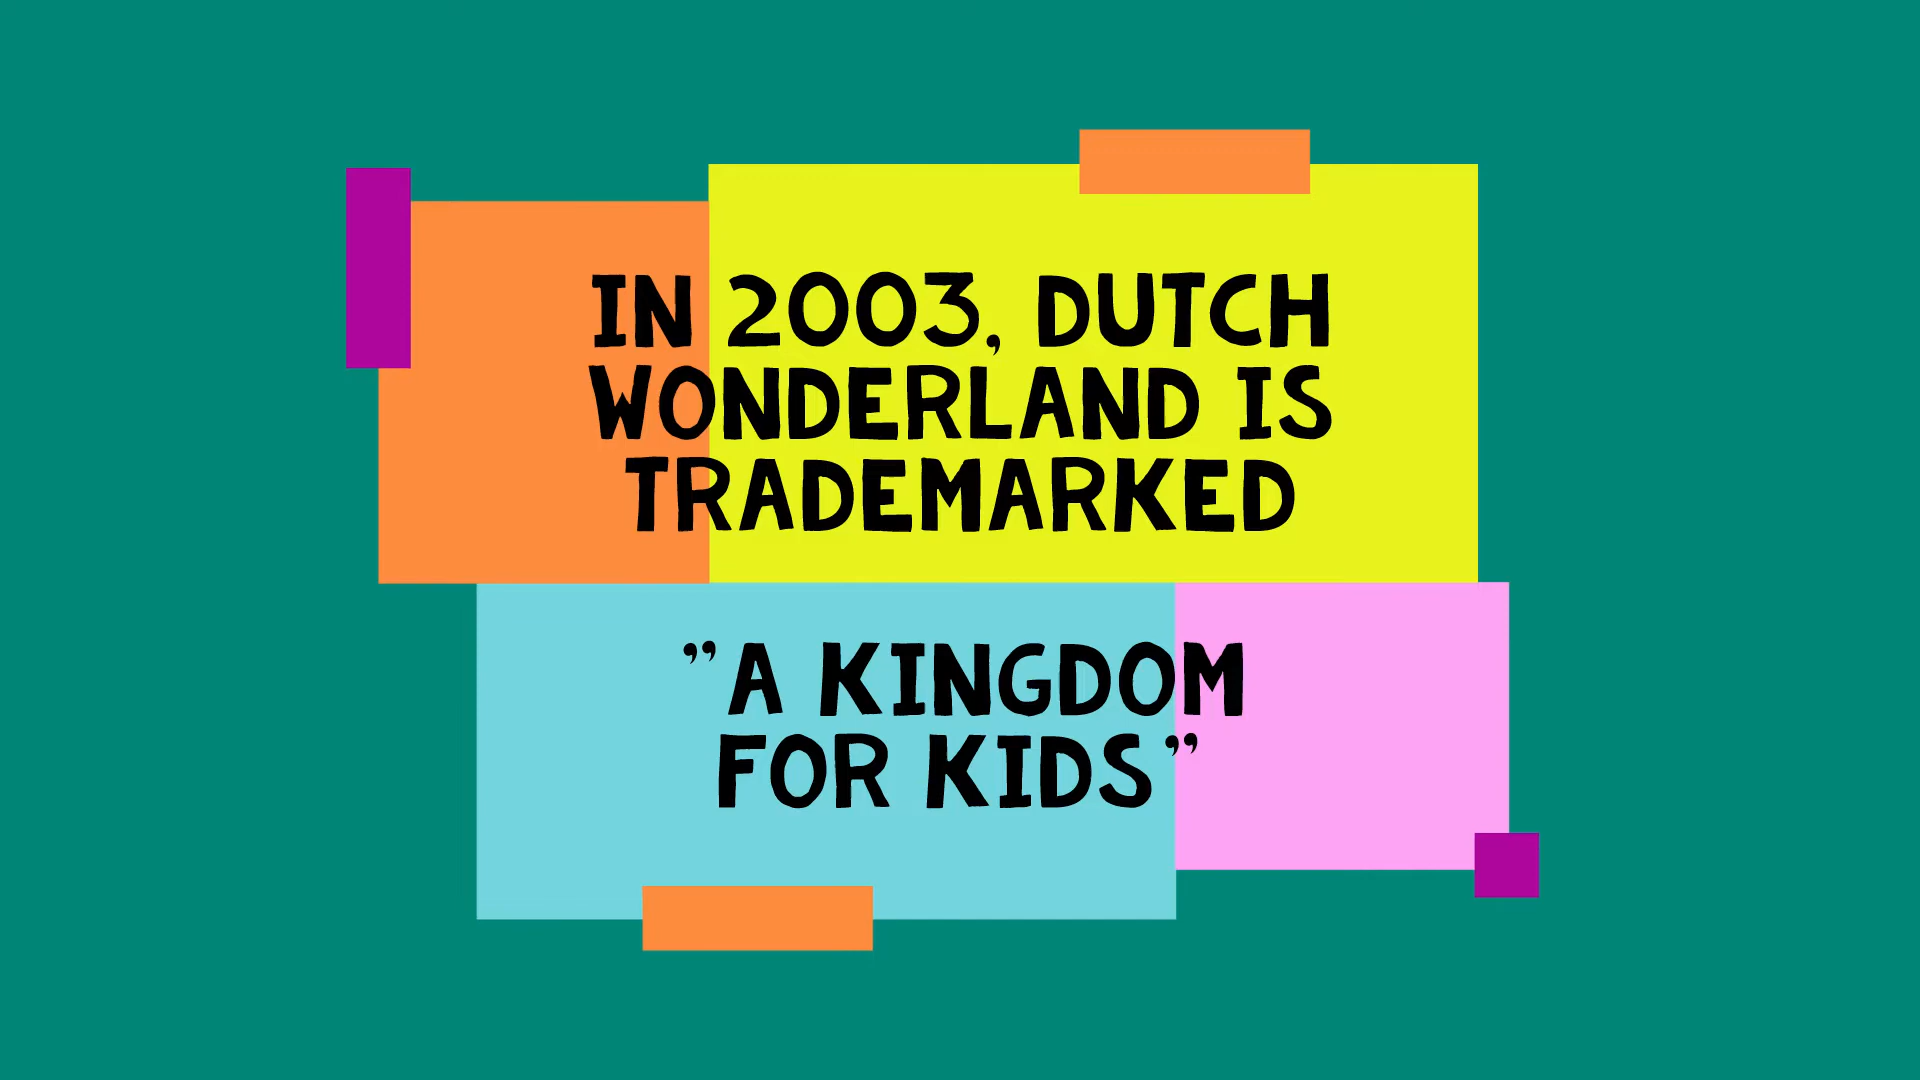 IN 2003, DUTCH
WONDERLAND IS
TRADEMARKED
”A KINGDOM
FOR KIDS”